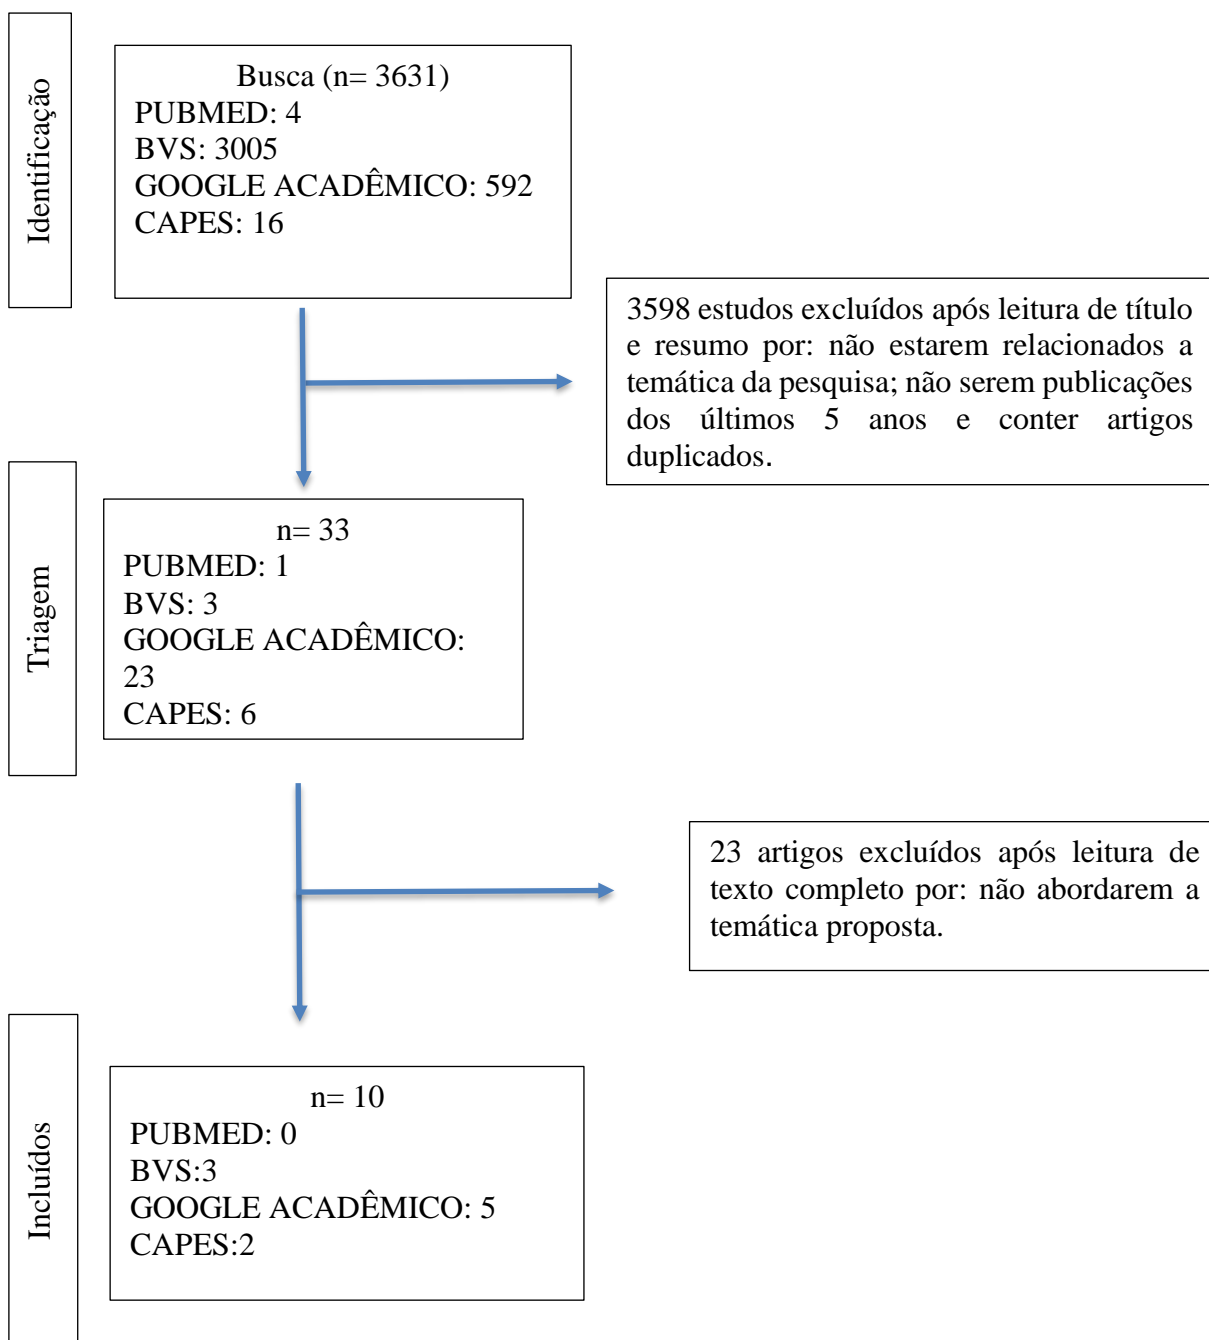 Identificação
Busca (n= 3631)
PUBMED: 4
BVS: 3005
GOOGLE ACADÊMICO: 592
CAPES: 16
3598 estudos excluídos após leitura de título
e resumo por: não estarem relacionados a
temática da pesquisa; não serem publicações
dos últimos 5 anos e conter artigos
duplicados.
Triagem
n= 33
PUBMED: 1
BVS: 3
GOOGLE ACADÊMICO:
23
CAPES: 6
23 artigos excluídos após leitura de
texto completo por: não abordarem a
temática proposta.
Incluídos
n= 10
PUBMED: 0
BVS:3
GOOGLE ACADÊMICO: 5
CAPES:2